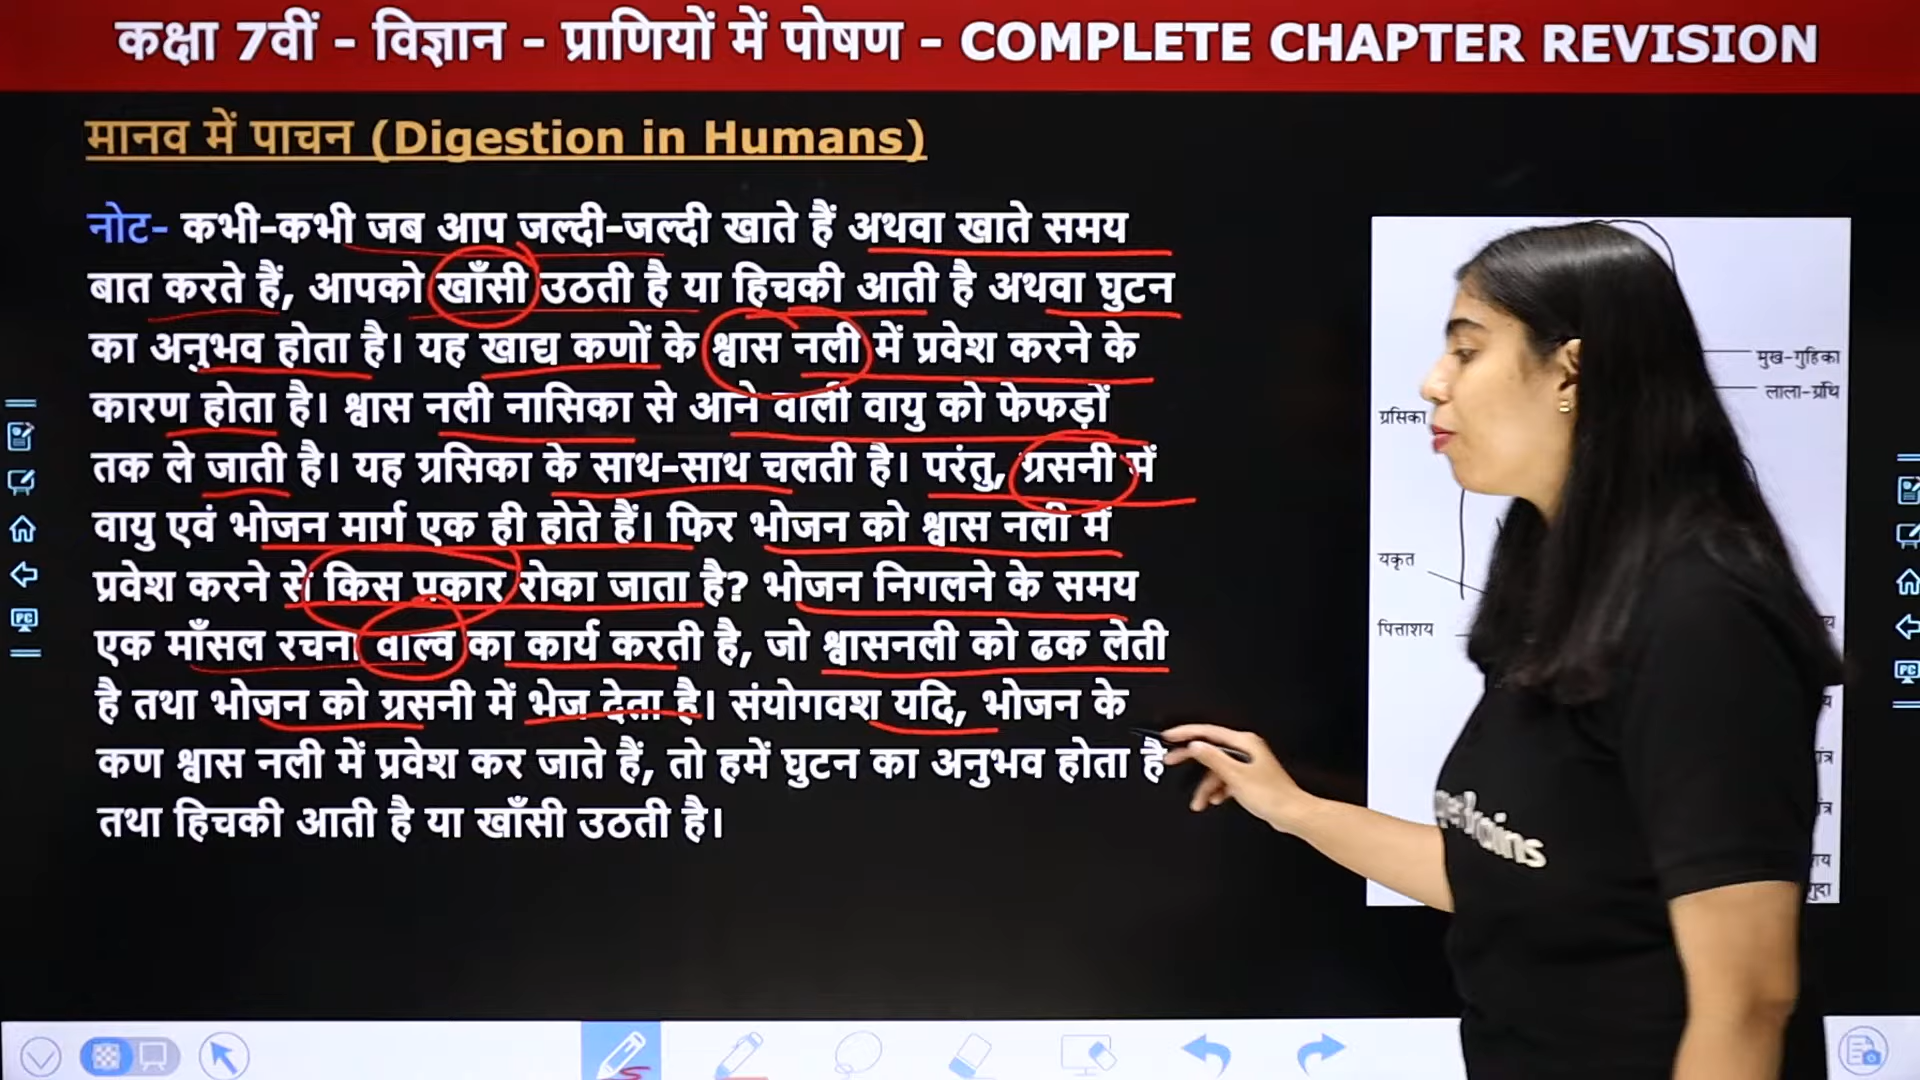 कक्षा 7वीं - विज्ञान - प्राणियों में पोषण - COMPLETE CHAPTER REVISION
मानव में पाचन (Digestion in Humans)
नोट- कभी-कभी जब आप जल्दी-जल्दी खाते हैं अथवा खाते समय
बात करते हैं, आपको खाँसी उठती है या हिचकी आती है अथवा घुटन
का अनुभव होता है। यह खाद्य कणों के श्वास नली में प्रवेश करने के
कारण होता है। श्वास नली नासिका से आने वाली वायु को फेफड़ों
तक ले जाती है। यह ग्रसिका के साथ-साथ चलती है। परंतु, ग्रसनी में
वायु एवं भोजन मार्ग एक ही होते हैं। फिर भोजन को श्वास नली में
प्रवेश करने से किस प्रकार रोका जाता है? भोजन निगलने के समय
एक माँसल रचना वाल्व का कार्य करती है, जो श्वासनली को ढक लेती
है तथा भोजन को ग्रसनी में भेज देता है। संयोगवश यदि, भोजन के
कण श्वास नली में प्रवेश कर जाते हैं, तो हमें घुटन का अनुभव होता है
तथा हिचकी आती है या खाँसी उठती है।
मुख-गुहिका
लाला-ग्रंथि
ग्रसिका
यकृत
पित्ताशय
गुदा
PC
PC